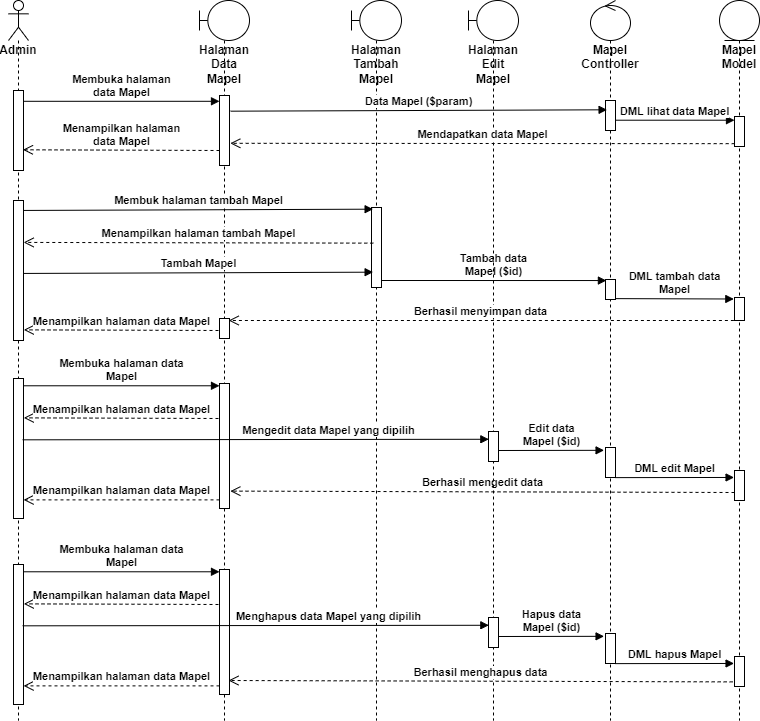 Admin
Halaman
Data
Mapel
Halaman
Tambah
Mapel
Halaman
Edit
Mapel
Mapel
Controller
Mapel
Model
Membuka halaman
data Mapel
Data Mapel ($param)
DML lihat data Mapel
Menampilkan halaman
data Mapel
Mendapatkan data Mapel
Membuk halaman tambah Mapel
Menampilkan halaman tambah Mapel
Tambah Mapel
Tambah data
Mapel ($id)
DML tambah data
Mapel
Berhasil menyimpan data
Menampilkan halaman data Mapel
Membuka halaman data
Mapel
Menampilkan halaman data Mapel
Mengedit data Mapel yang dipilih
Edit data
Mapel ($id)
DML edit Mapel
Berhasil mengedit data
Menampilkan halaman data Mapel
Membuka halaman data
Mapel
Menampilkan halaman data Mapel
Menghapus data Mapel yang dipilih
Hapus data
Mapel ($id)
DML hapus Mapel
Berhasil menghapus data
Menampilkan halaman data Mapel